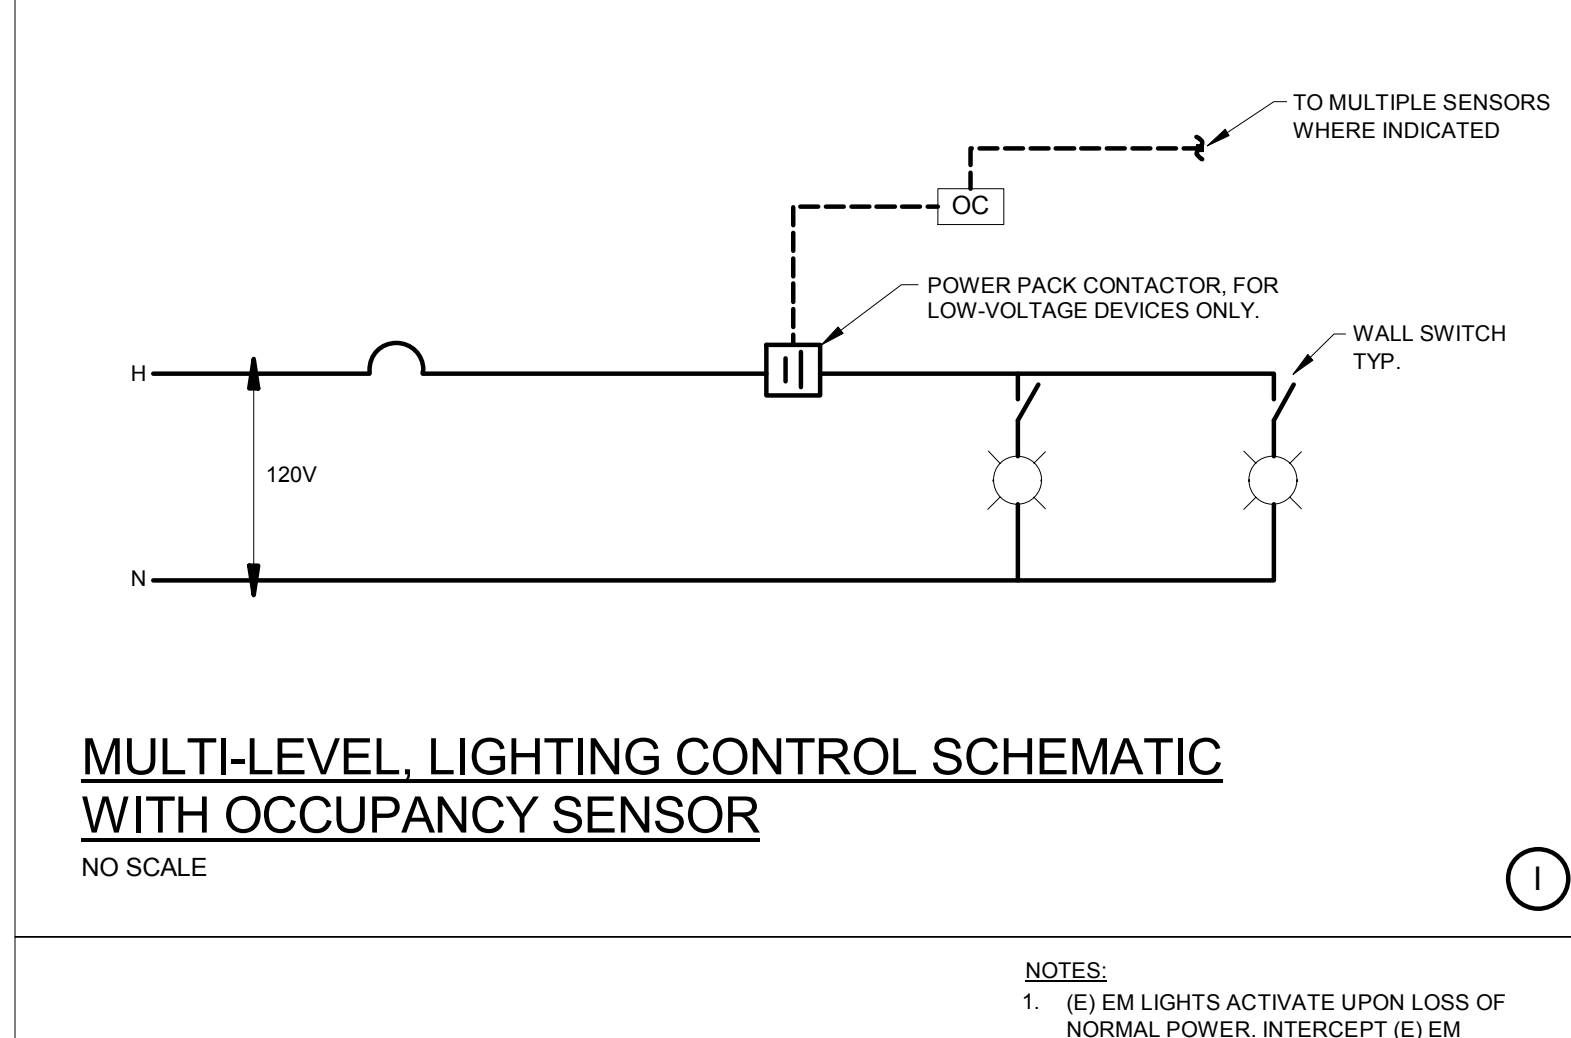 TO MULTIPLE SENSORS
WHERE INDICATED
OC
POWER PACK CONTACTOR, FOR
LOW-VOLTAGE DEVICES ONLY.
WALL SWITCH
TYP.
H
120V
N
MULTI-LEVEL, LIGHTING CONTROL SCHEMATIC
WITH OCCUPANCY SENSOR
NO SCALE
I
NOTES:
1. (E) EM LIGHTS ACTIVATE UPON LOSS OF
NORMAL POWER. INTERCEPT (E) EM